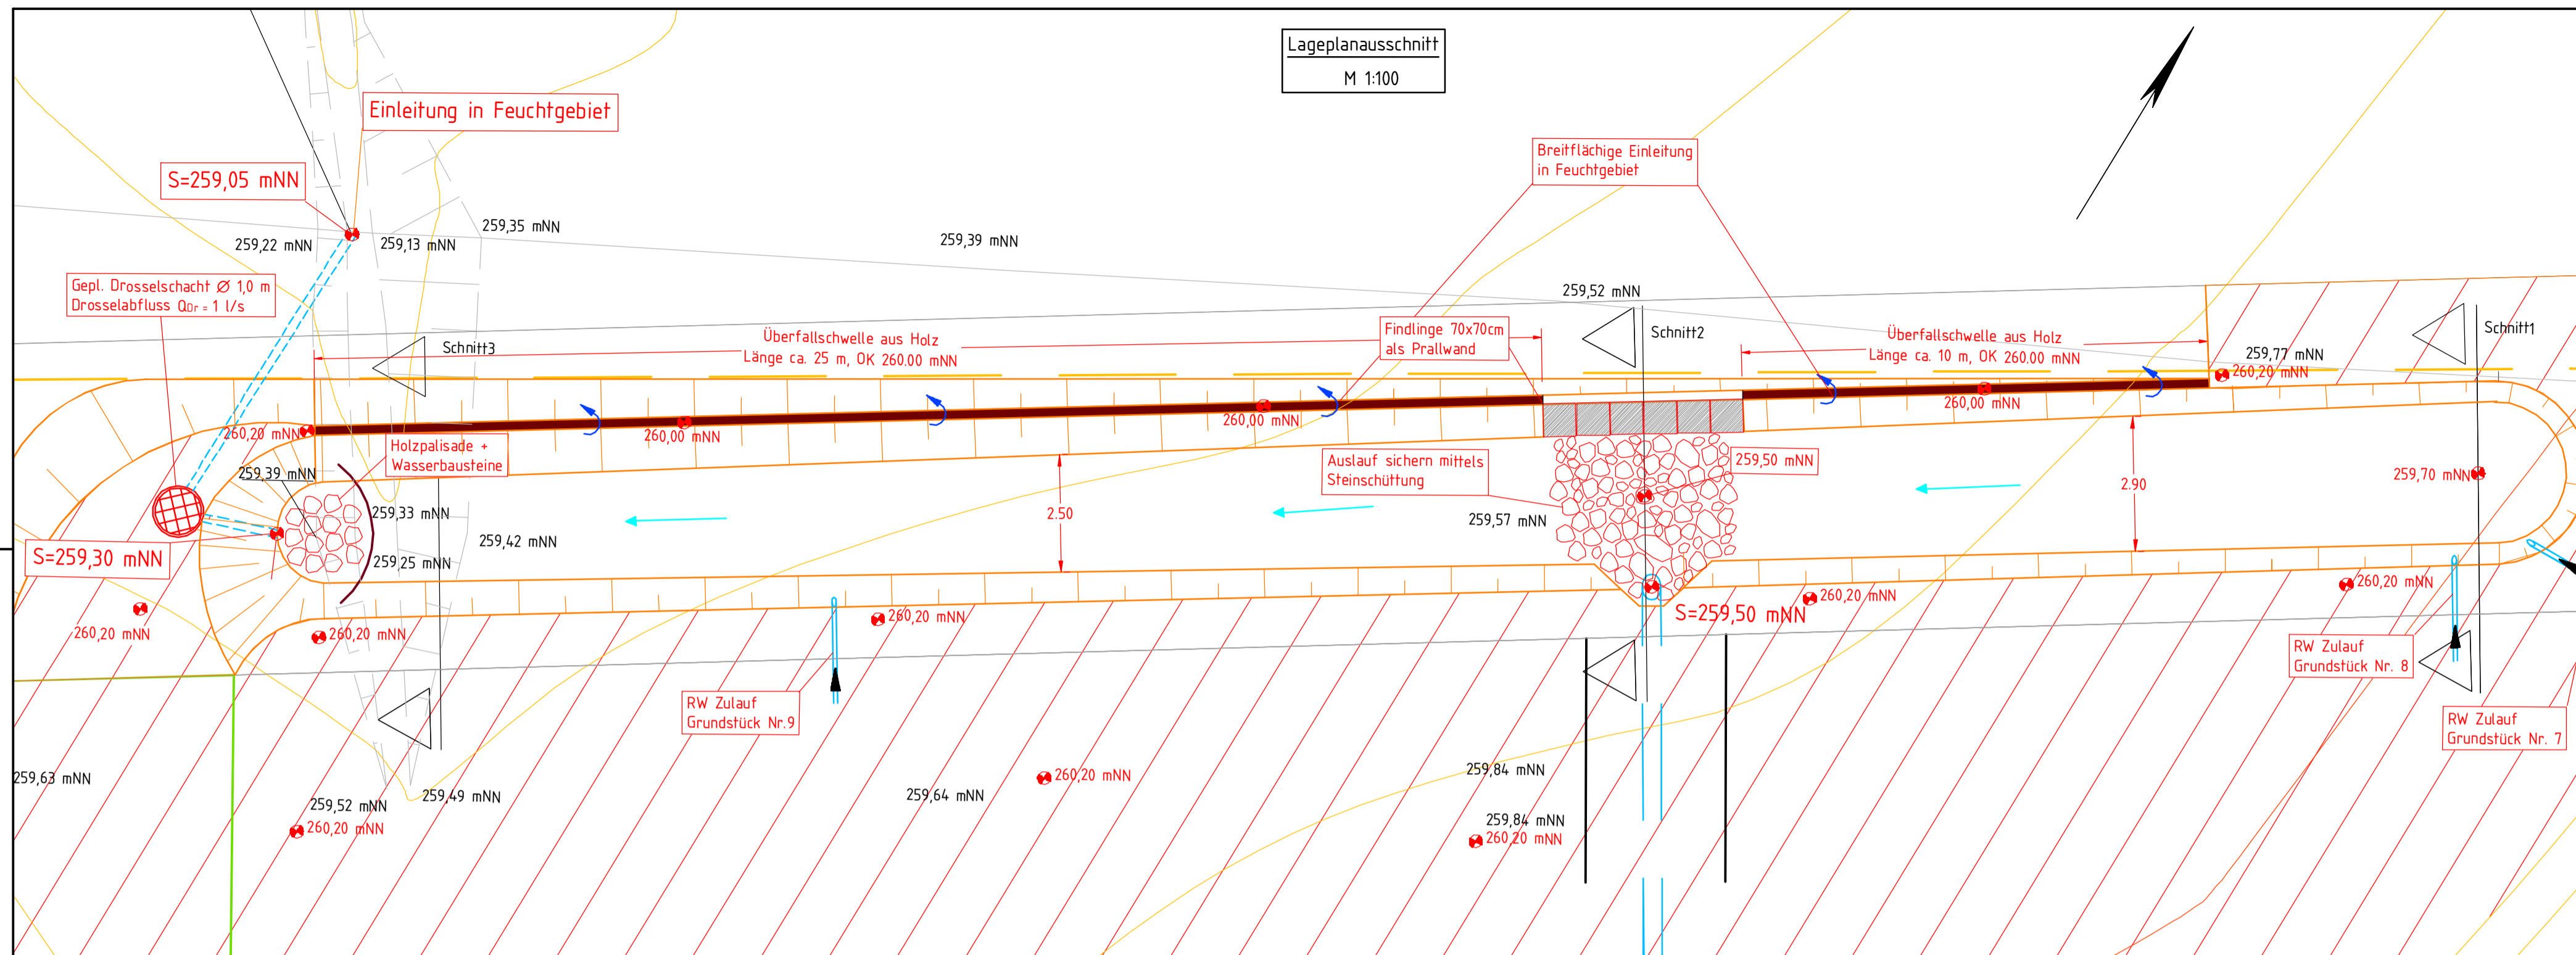 Lageplanausschnitt
M 1:100
Einleitung in Feuchtgebiet
S=259,05 mNN
259,22 mNN
259,13 mNN
259,35 mNN
259,39 mNN
Breitflächige Einleitung
in Feuchtgebiet
259,52 mNN
Gepl. Drosselschacht Ø 1,0 m
Drosselabfluss QDr = 1 l/s
Schnitt3
Überfallschwelle aus Holz
Länge ca. 25 m, OK 260.00 mNN
Findlinge 70x70cm
als Prallwand
Schnitt2
Überfallschwelle aus Holz
Länge ca. 10 m, OK 260.00 mNN
Schnitt1
259,77 mNN
260,20 mNN
260,20 mNN
260,00 mNN
260,00 mNN
260,00 mNN
Holzpalisade +
Wasserbausteine
259,39 mNN
259,33 mNN
259,42 mNN
259,25 mNN
S=259,30 mNN
2.50
Auslauf sichern mittels
Steinschüttung
259,50 mNN
259,57 mNN
2.90
259,70 mNN
260,20 mNN
260,20 mNN
260,20 mNN
S=259,50 mNN
260,20 mNN
260,20 mNN
RW Zulauf
Grundstück Nr.9
RW Zulauf
Grundstück Nr. 8
RW Zulauf
Grundstück Nr. 7
259,63 mNN
259,52 mNN
259,49 mNN
260,20 mNN
259,64 mNN
260,20 mNN
259,84 mNN
259,84 mNN
260,20 mNN